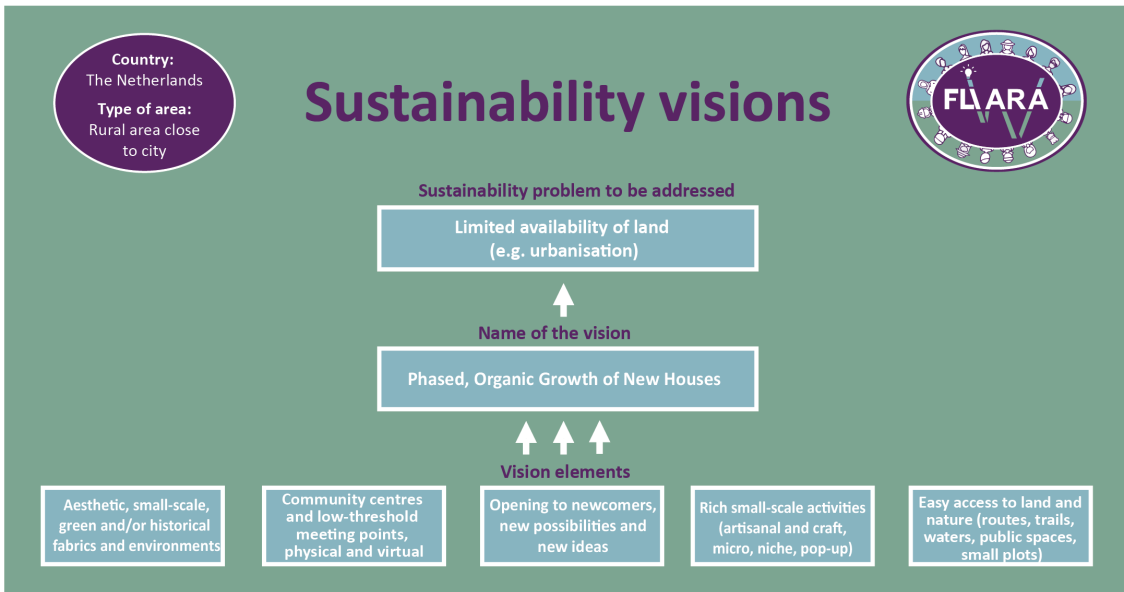 Country:
The Netherlands
Type of area:
Rural area close
to city
Sustainability visions
FLWARA
Sustainability problem to be addressed
Limited availability of land
(e.g. urbanisation)
Name of the vision
Phased, Organic Growth of New Houses
Vision elements
Aesthetic, small-scale,
green and/or historical
fabrics and environments
Community centres
and low-threshold
meeting points,
physical and virtual
Opening to newcomers,
new possibilities and
new ideas
Rich small-scale activities
(artisanal and craft,
micro, niche, pop-up)
Easy access to land and
nature (routes, trails,
waters, public spaces,
small plots)